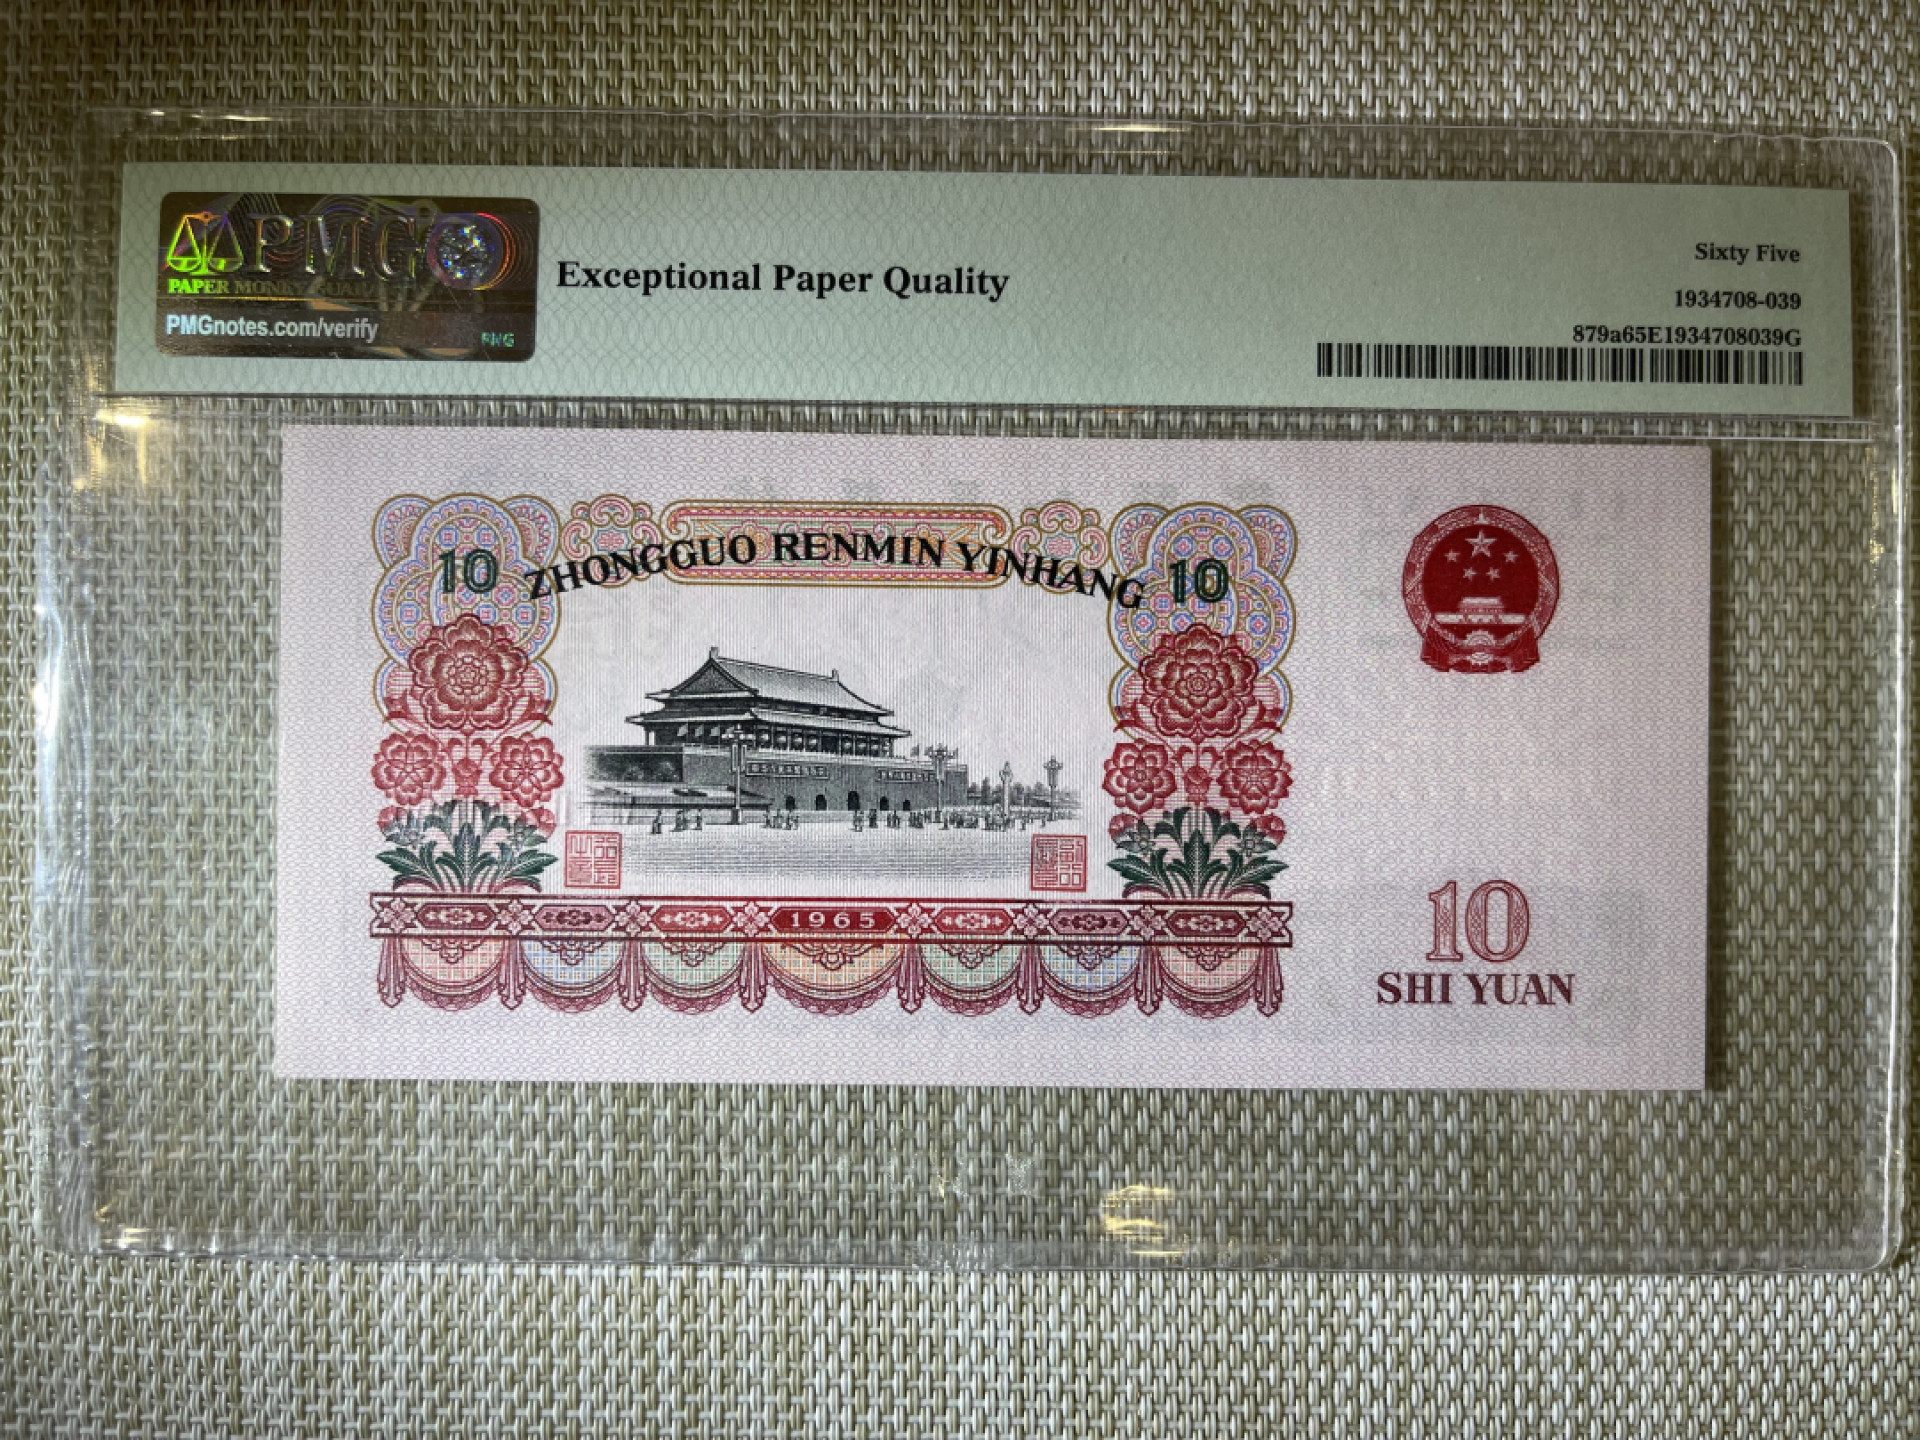 PMG
PAPER MONEY GUARANTY
PMGnotes.com/verify
PMG
Exceptional Paper Quality
Sixty Five
1934708-039
879a65E1934708039G
ZHONGGUO RENMIN YINHANG
10
10
1965
10
SHI YUAN